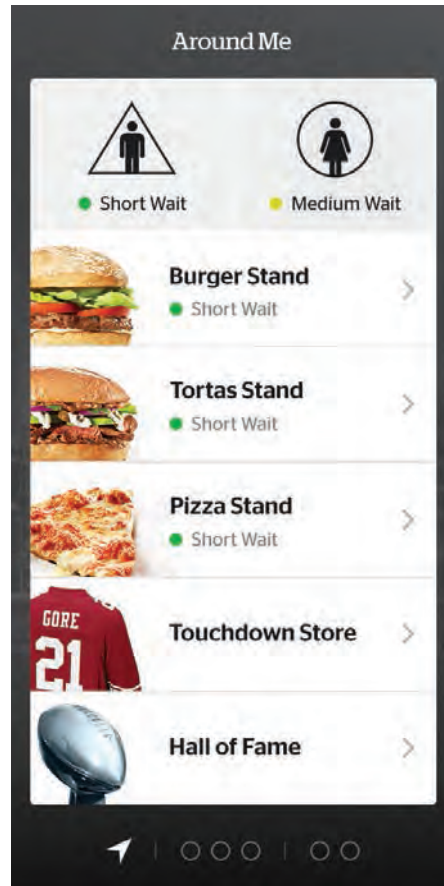 Around Me
Short Wait
Medium Wait
Burger Stand
Short Wait
Tortas Stand
Short Wait
Pizza Stand
Short Wait
GORE
21
Touchdown Store
Hall of Fame